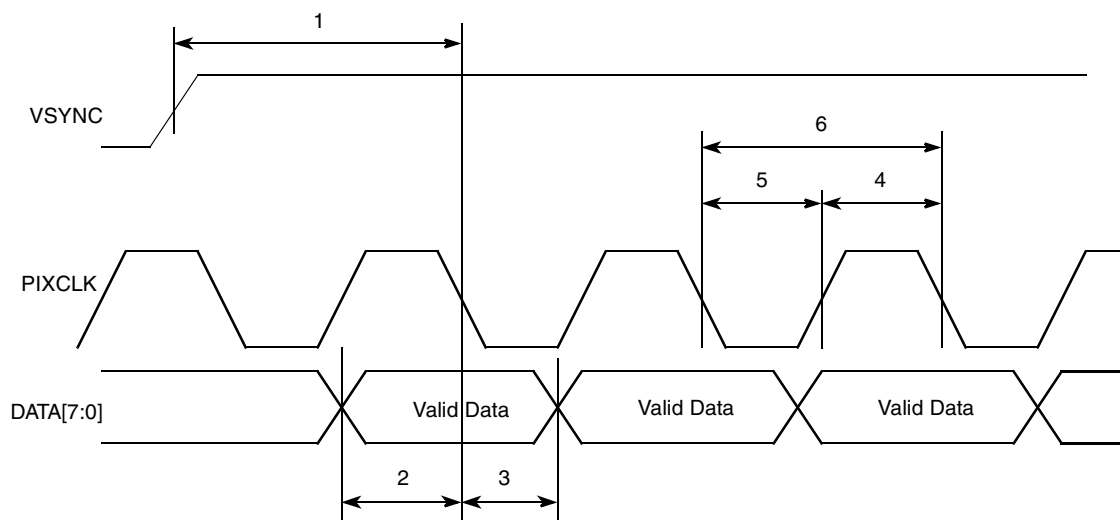 1
VSYNC
6
5
4
PIXCLK
DATA[7:0]
Valid Data
Valid Data
Valid Data
2
3